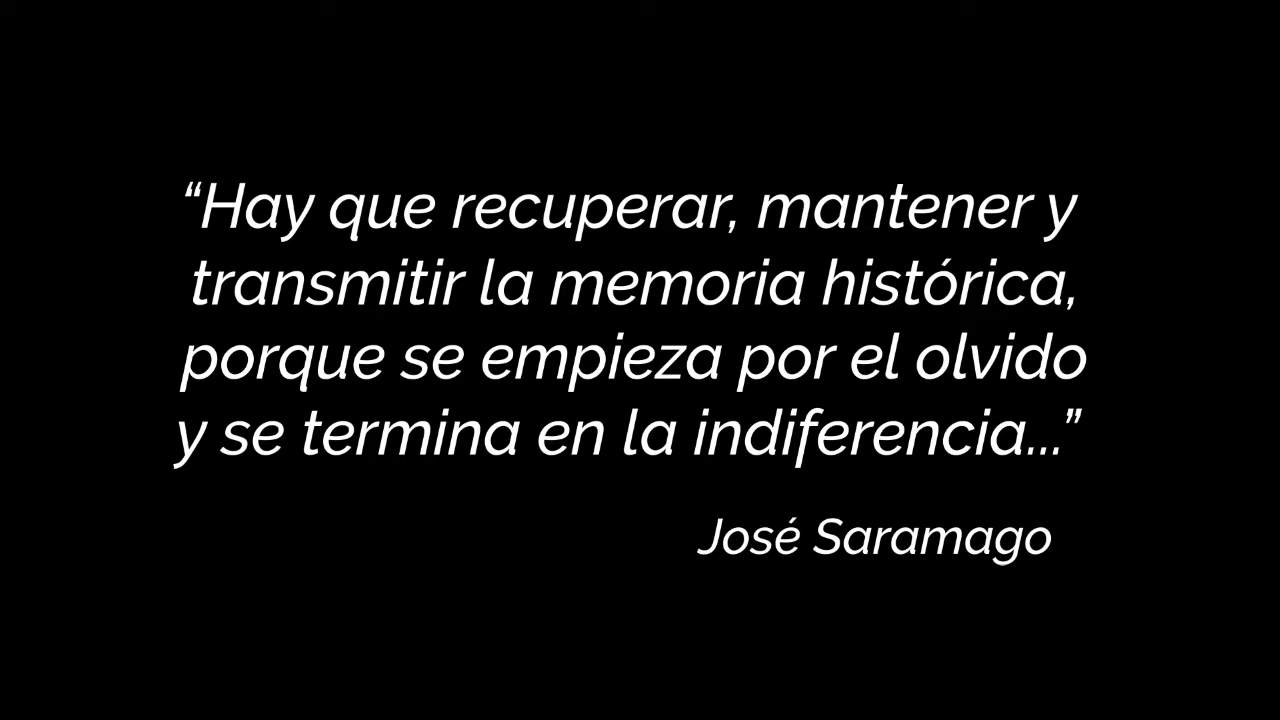 “Hay que recuperar, mantener y
transmitir la memoria histórica,
porque se empieza por el olvido
y se termina en la indiferencia...”
José Saramago